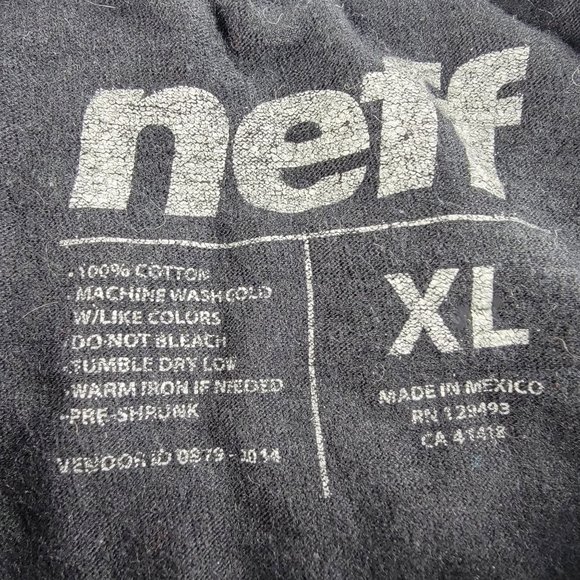 neff
- 100% COTTON
- MACHINE WASH COLD
W/LIKE COLORS
- DO NOT BLEACH
- TUMBLE DRY LOW
- WARM IRON IF NEEDED
- PRE-SHRUNK
VENDOR ID 0879 - 2014
XL
MADE IN MEXICO
RN 129493
CA 41418